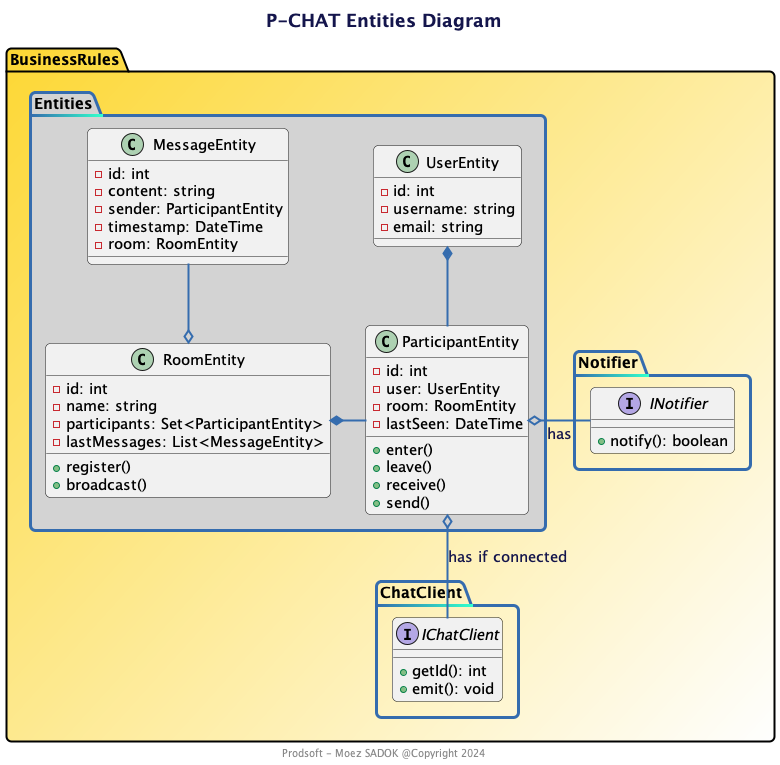 P-CHAT Entities Diagram
BusinessRules
Entities
C MessageEntity
id: int
content: string
sender: ParticipantEntity
timestamp: DateTime
room: RoomEntity
C UserEntity
id: int
username: string
email: string
C RoomEntity
id: int
name: string
participants: Set<ParticipantEntity>
lastMessages: List<MessageEntity>
register()
broadcast()
C ParticipantEntity
id: int
user: UserEntity
room: RoomEntity
lastSeen: DateTime
enter()
leave()
receive()
send()
has
Notifier
I INotifier
notify(): boolean
has if connected
ChatClient
I IChatClient
getId(): int
emit(): void
Prodsoft - Moez SADOK @Copyright 2024